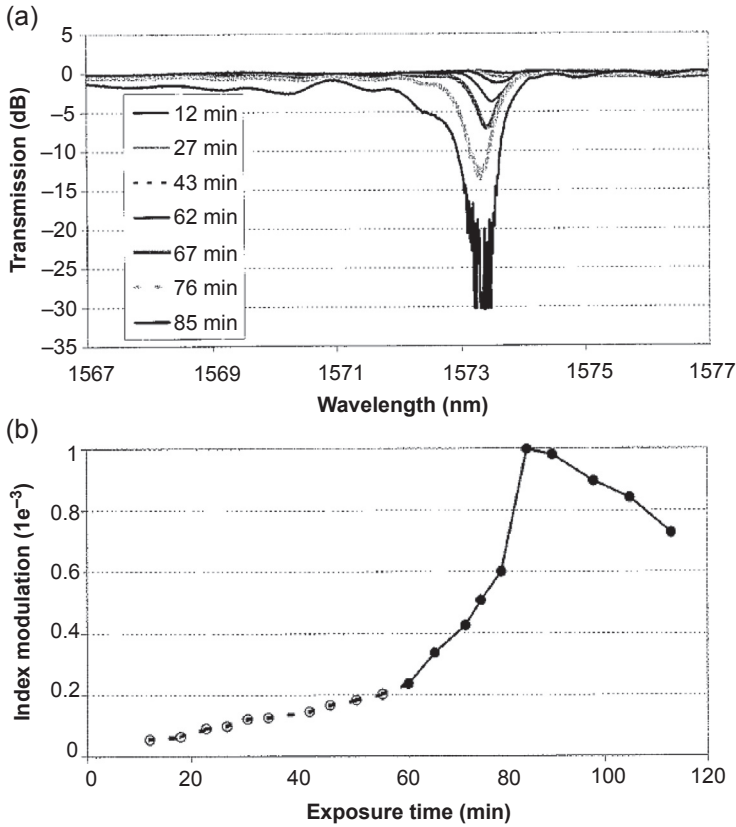 (a)
5
0
−5
−10
−15
−20
−25
−30
−35
Transmission (dB)
12 min
27 min
43 min
62 min
67 min
76 min
85 min
1567
1569
1571
1573
1575
1577
Wavelength (nm)
(b)
1
0.8
0.6
0.4
0.2
0
Index modulation (1e⁻³)
0
20
40
60
80
100
120
Exposure time (min)